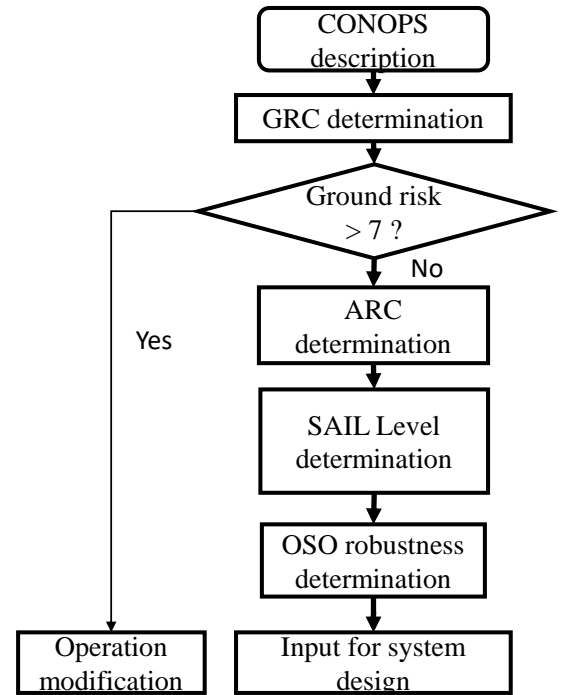 CONOPS
description
GRC determination
Ground risk
> 7 ?
No
Yes
ARC
determination
SAIL Level
determination
OSO robustness
determination
Operation
modification
Input for system
design